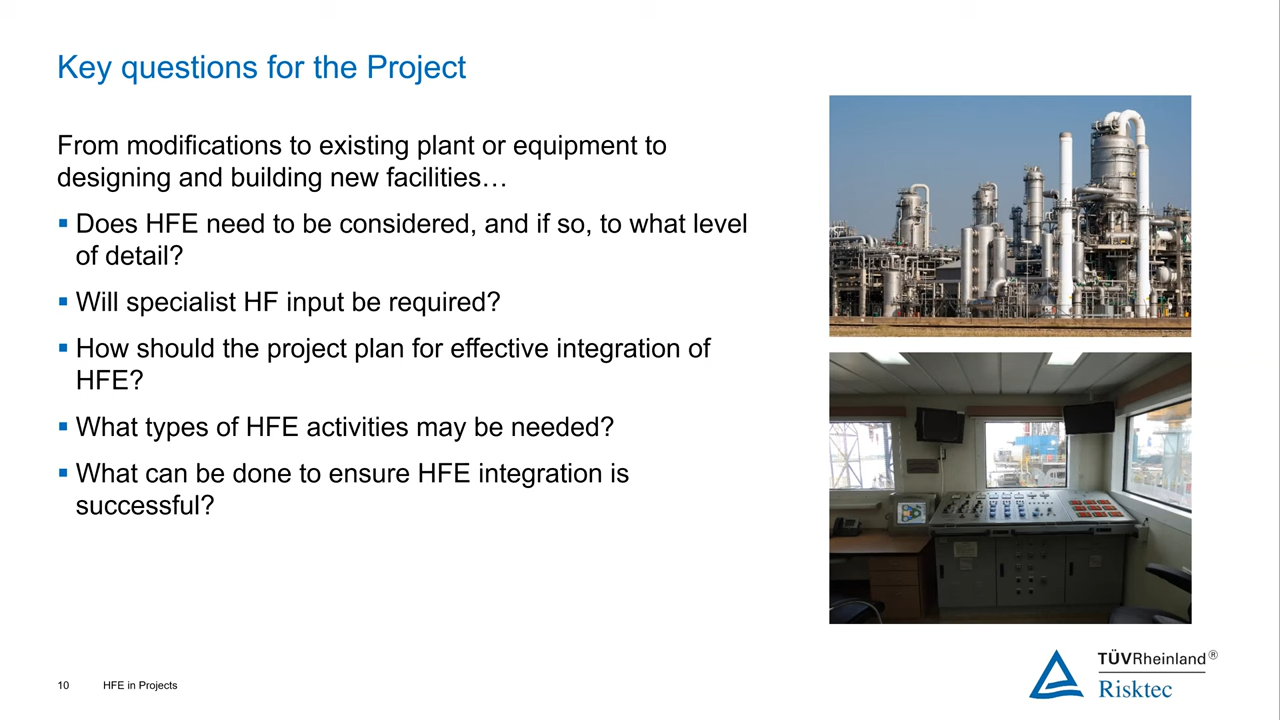 Key questions for the Project
From modifications to existing plant or equipment to
designing and building new facilities…
▪ Does HFE need to be considered, and if so, to what level
of detail?
▪ Will specialist HF input be required?
▪ How should the project plan for effective integration of
HFE?
▪ What types of HFE activities may be needed?
▪ What can be done to ensure HFE integration is
successful?
TÜVRheinland®
Risktec
10 HFE in Projects